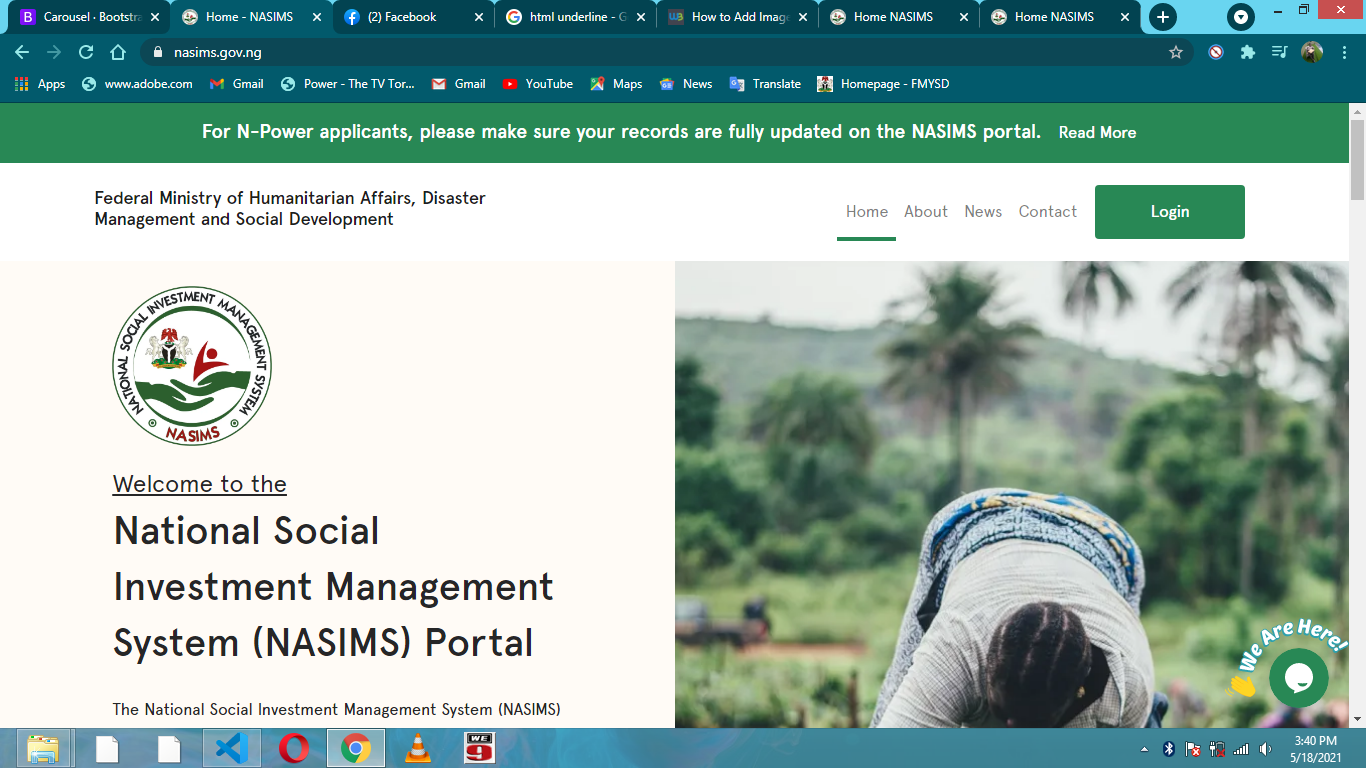 Carousel · Bootstra
Home - NASIMS
(2) Facebook
html underline - G
How to Add Image
Home NASIMS
Home NASIMS
nasims.gov.ng
Apps
www.adobe.com
Gmail
Power - The TV Tor...
Gmail
YouTube
Maps
News
Translate
Homepage - FMYSD
For N-Power applicants, please make sure your records are fully updated on the NASIMS portal. Read More
Federal Ministry of Humanitarian Affairs, Disaster
Management and Social Development
Home About News Contact Login
NATIONAL SOCIAL INVESTMENT MANAGEMENT SYSTEM
NASIMS
Welcome to the
National Social
Investment Management
System (NASIMS) Portal
The National Social Investment Management System (NASIMS)
We Are Here!
WE
9
3:40 PM
5/18/2021